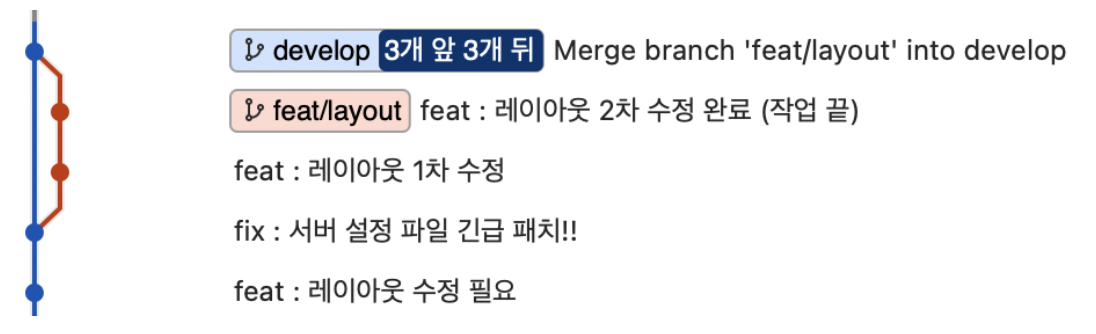 develop 3개 앞 3개 뒤 Merge branch 'feat/layout' into develop
feat/layout feat : 레이아웃 2차 수정 완료 (작업 끝)
feat : 레이아웃 1차 수정
fix : 서버 설정 파일 긴급 패치!!
feat : 레이아웃 수정 필요